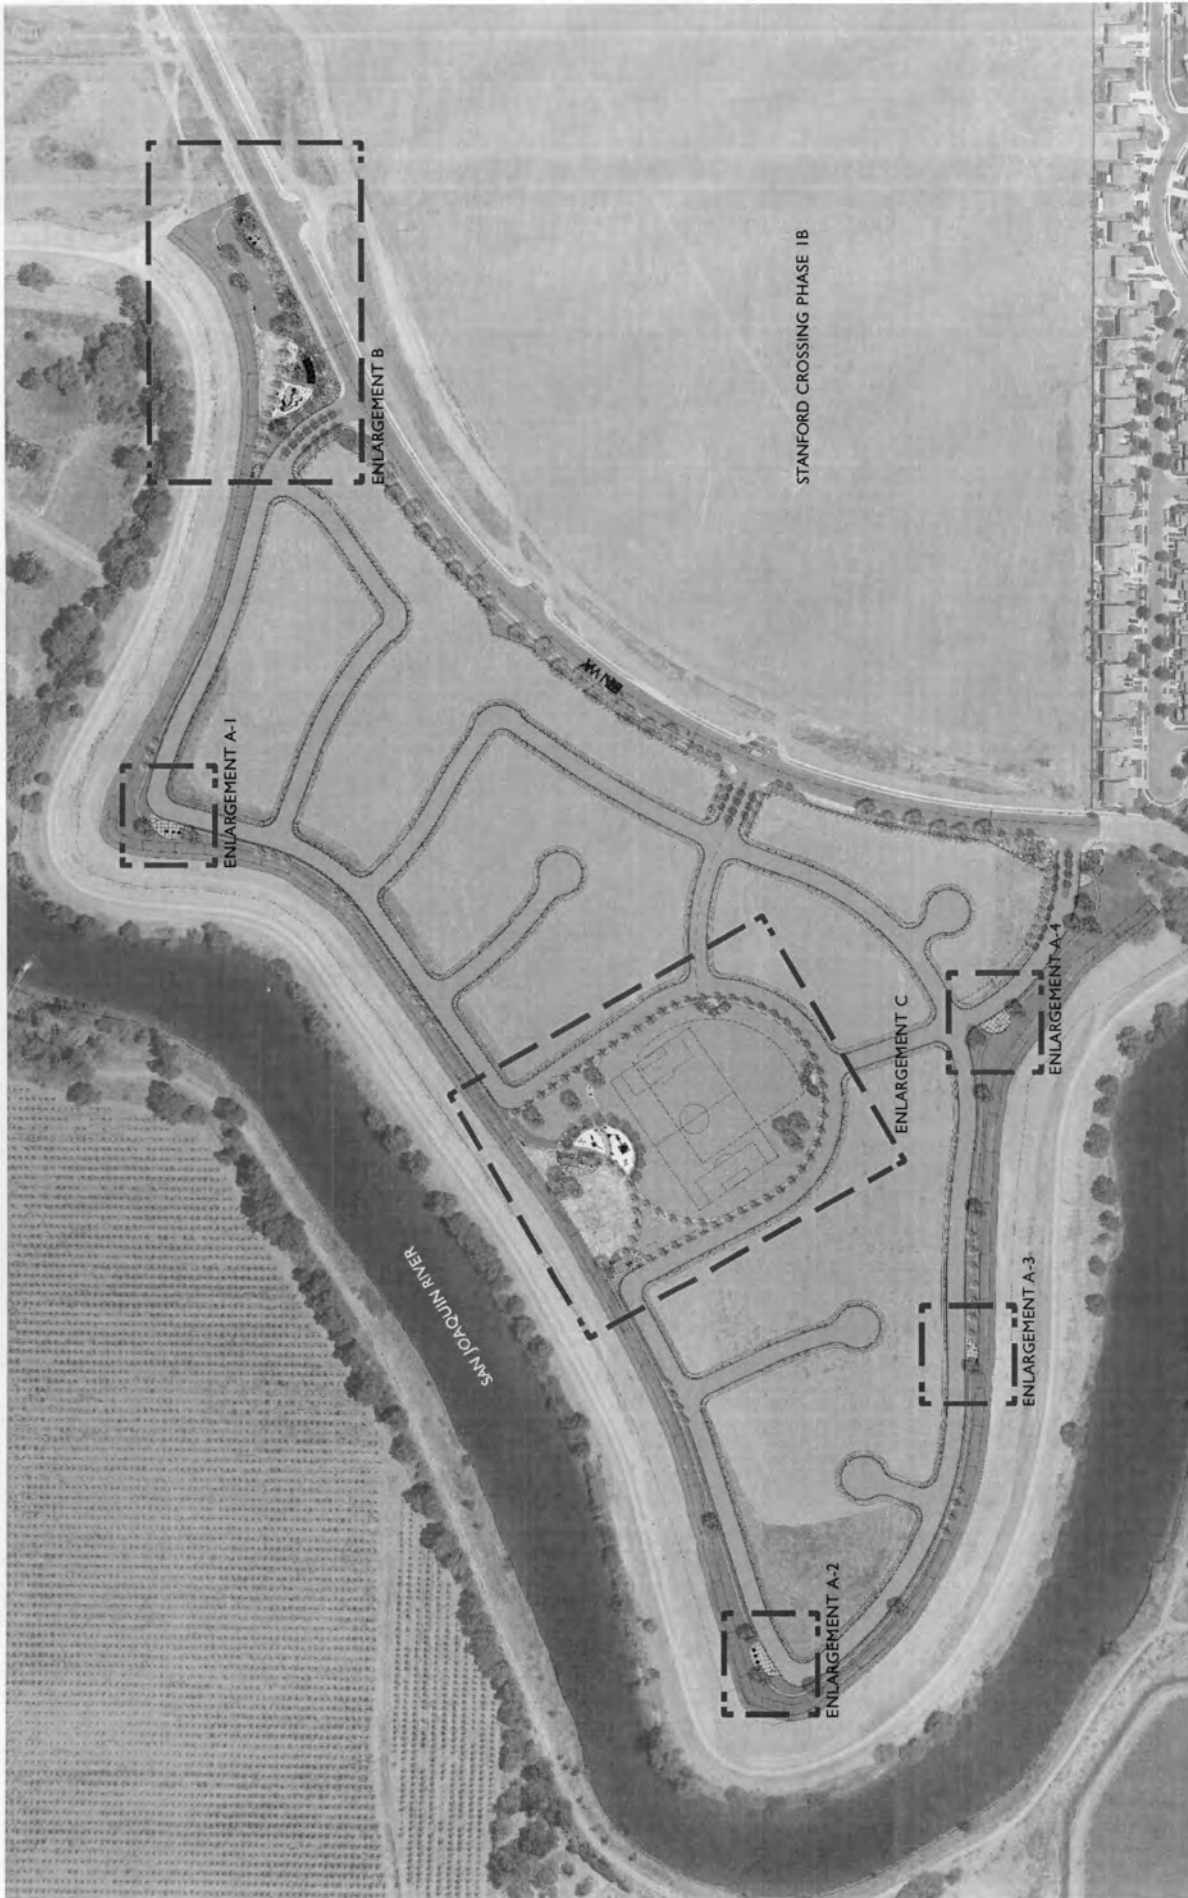 ENLARGEMENT B
STANFORD CROSSING PHASE 1B
ENLARGEMENT A-1
ENLARGEMENT C
ENLARGEMENT A-4
SAN JOAQUIN RIVER
ENLARGEMENT A-3
ENLARGEMENT A-2